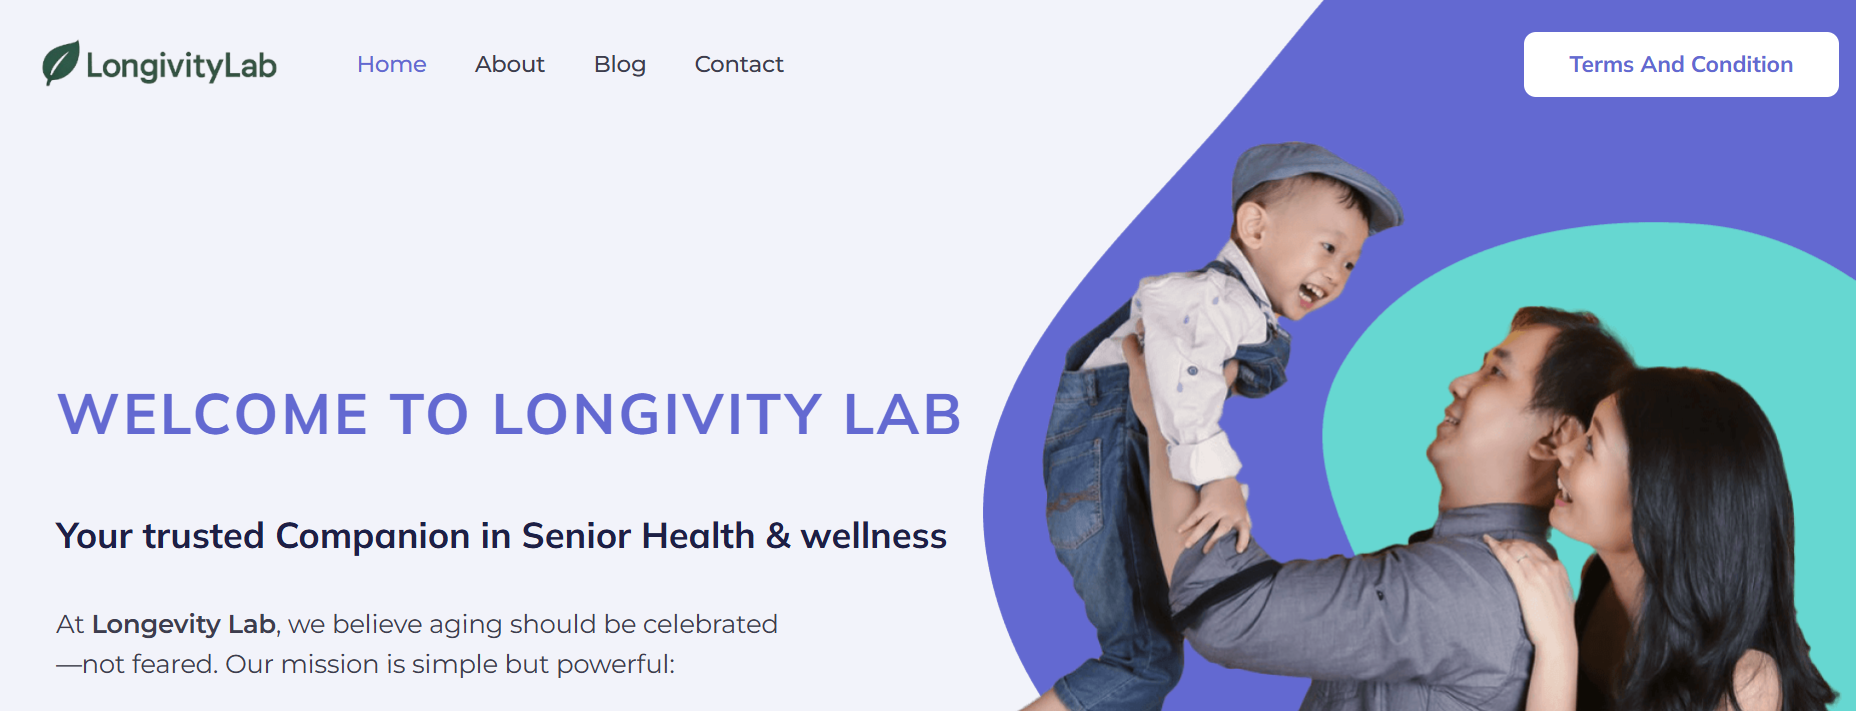 LongivityLab
Home
About
Blog
Contact
Terms And Condition
WELCOME TO LONGIVITY LAB
Your trusted Companion in Senior Health & wellness
At Longevity Lab, we believe aging should be celebrated
—not feared. Our mission is simple but powerful: